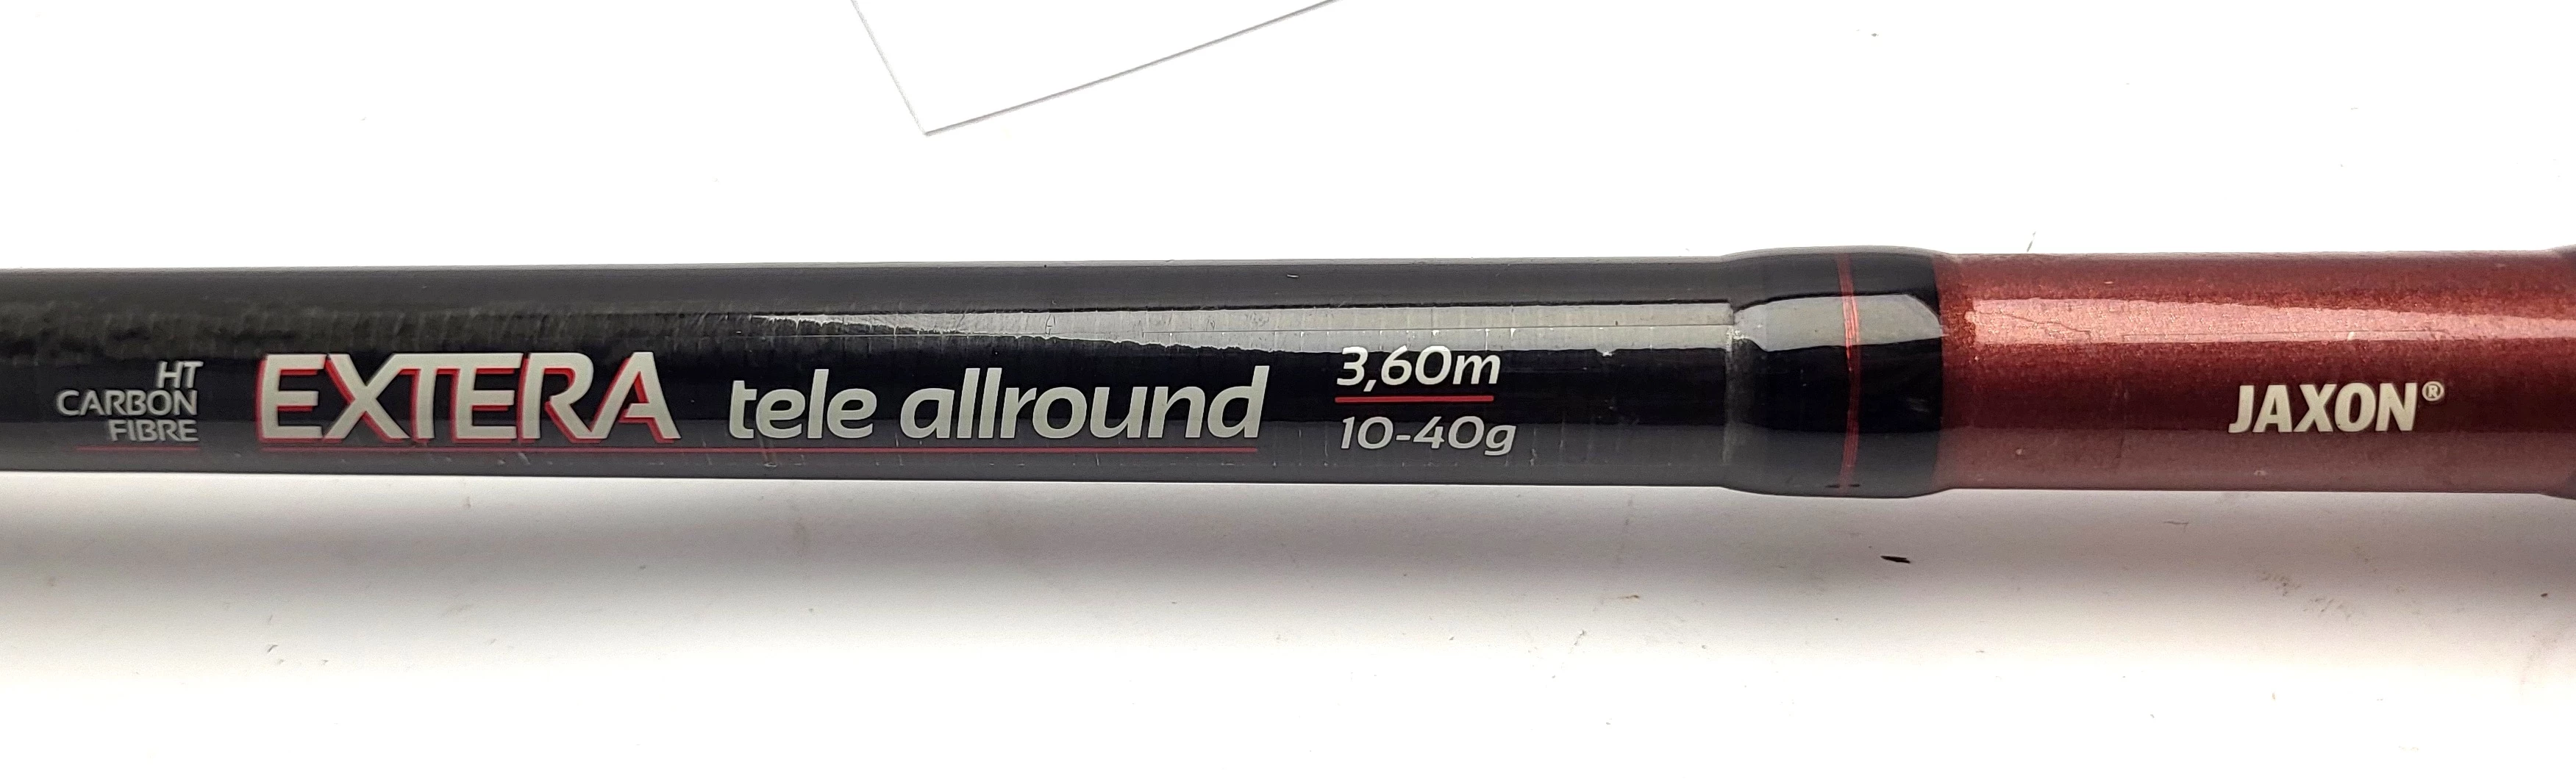 HT
CARBON
FIBRE
EXTERA tele allround
3,60m
10-40g
JAXON®